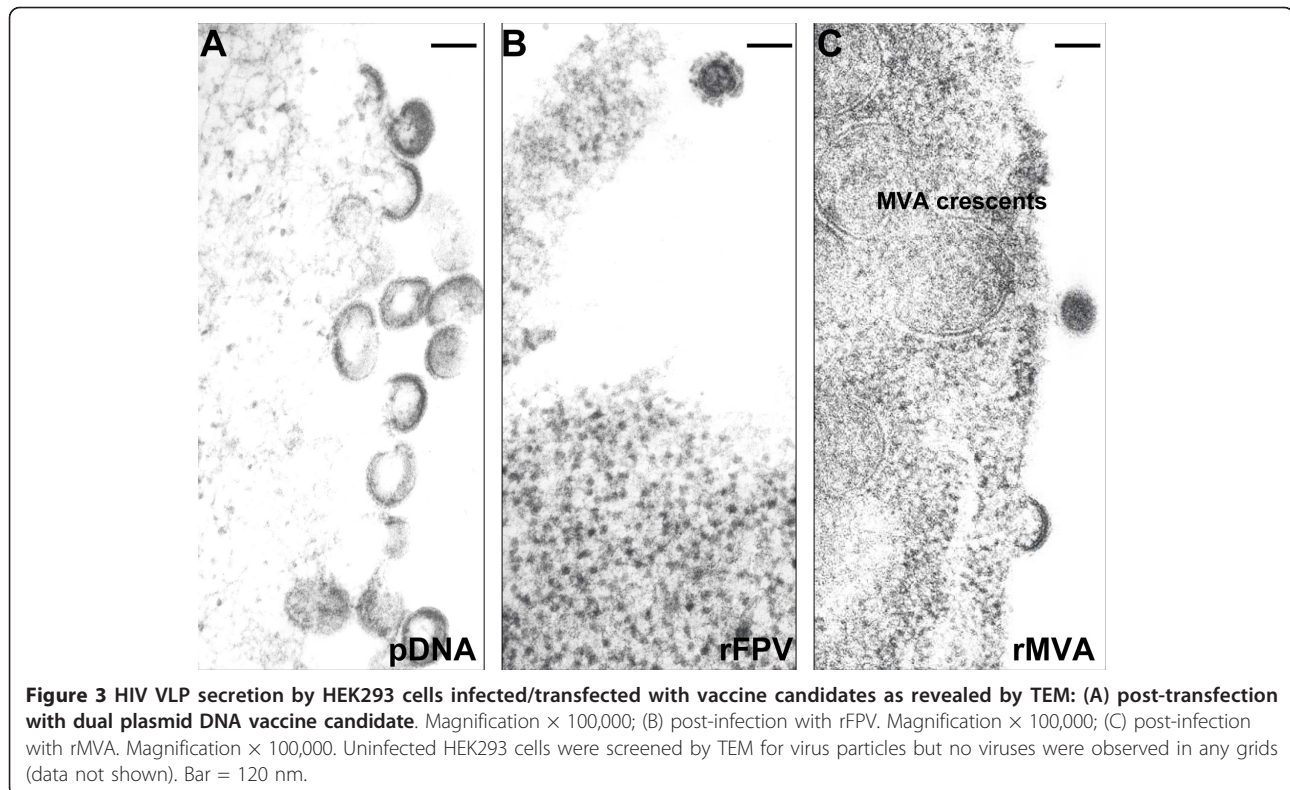 A B C
MVA crescents
pDNA rFPV rMVA
Figure 3 HIV VLP secretion by HEK293 cells infected/transfected with vaccine candidates as revealed by TEM: (A) post-transfection
with dual plasmid DNA vaccine candidate. Magnification × 100,000; (B) post-infection with rFPV. Magnification × 100,000; (C) post-infection
with rMVA. Magnification × 100,000. Uninfected HEK293 cells were screened by TEM for virus particles but no viruses were observed in any grids
(data not shown). Bar = 120 nm.